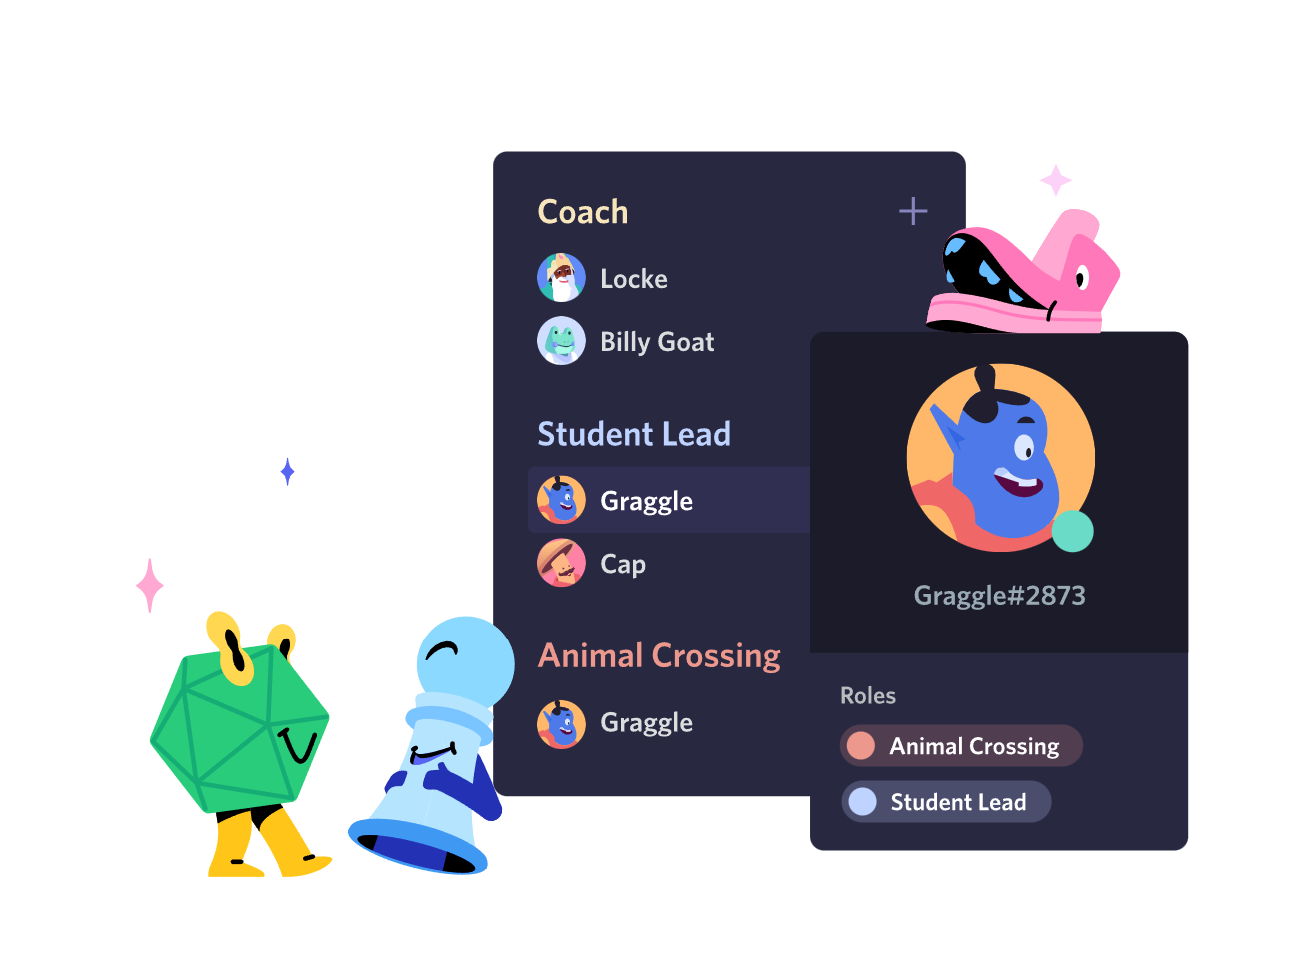 Coach
Locke
Billy Goat
Student Lead
Graggle
Cap
Animal Crossing
Graggle
Graggle#2873
Roles
Animal Crossing
Student Lead